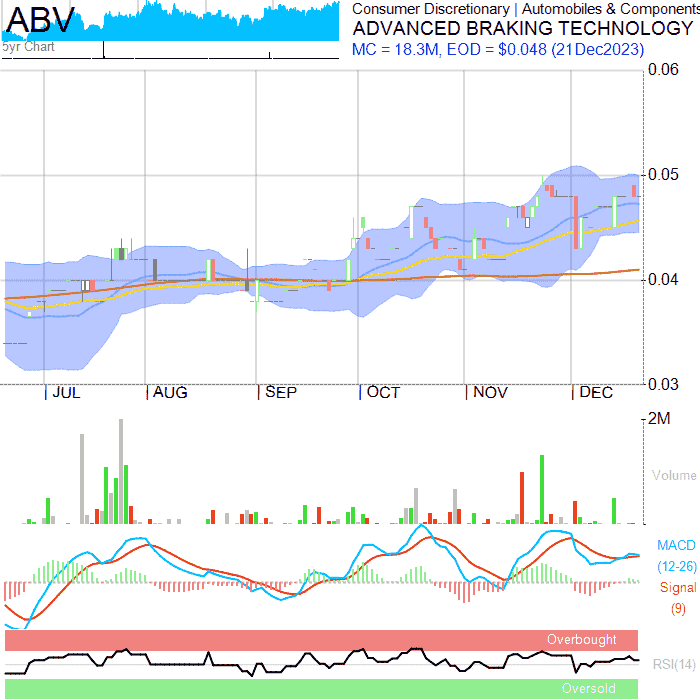 ABV
Consumer Discretionary | Automobiles & Components
ADVANCED BRAKING TECHNOLOGY
5yr Chart
MC = 18.3M, EOD = $0.048 (21Dec2023)
0.06
0.05
0.04
0.03
JUL AUG SEP OCT NOV DEC
2M
Volume
MACD
(12-26)
Signal
(9)
Overbought
RSI(14)
Oversold